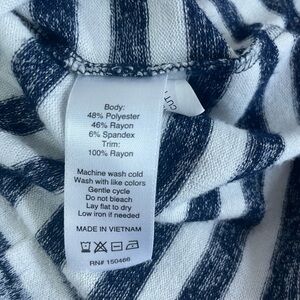 Body:
48% Polyester
46% Rayon
6% Spandex
Trim:
100% Rayon
Machine wash cold
Wash with like colors
Gentle cycle
Do not bleach
Lay flat to dry
Low iron if needed
MADE IN VIETNAM
RN# 150466
CUT